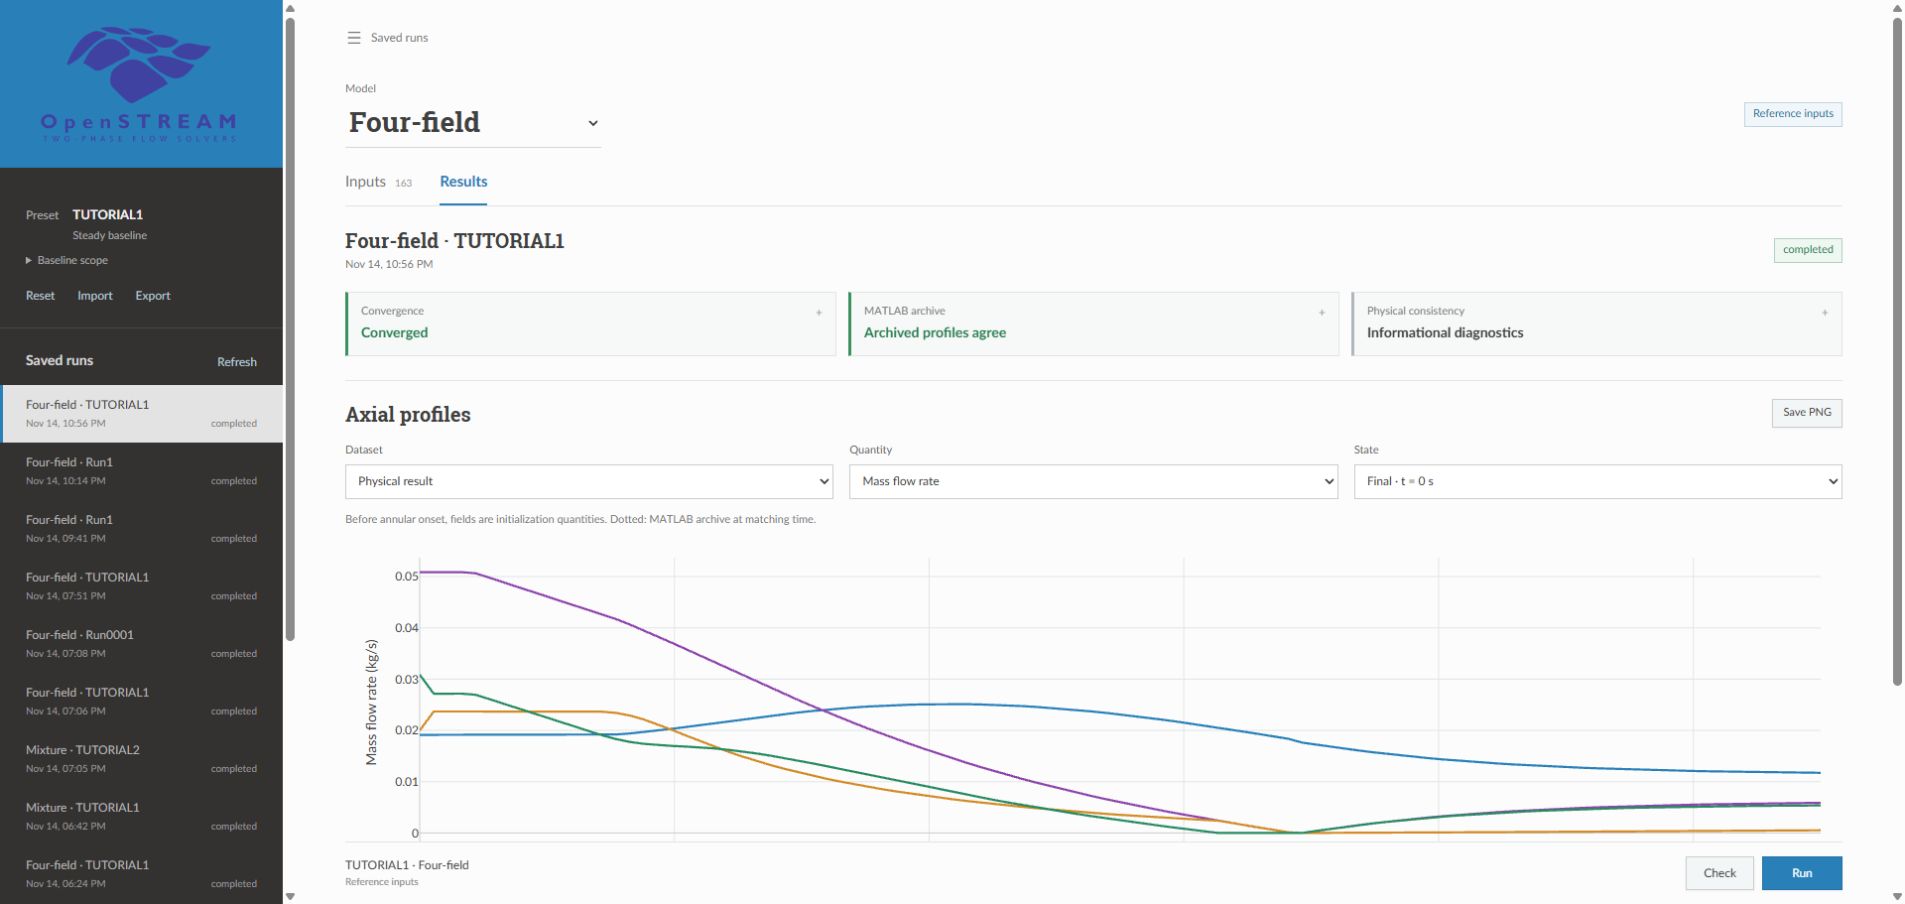 OpenSTREAM
TWO-PHASE FLOW SOLVERS
Preset TUTORIAL1
Steady baseline
Baseline scope
Reset Import Export
Saved runs Refresh
Four-field · TUTORIAL1
Nov 14, 10:56 PM completed
Four-field · Run1
Nov 14, 10:14 PM completed
Four-field · Run1
Nov 14, 09:41 PM completed
Four-field · TUTORIAL1
Nov 14, 07:51 PM completed
Four-field · Run0001
Nov 14, 07:08 PM completed
Four-field · TUTORIAL1
Nov 14, 07:06 PM completed
Mixture · TUTORIAL2
Nov 14, 07:05 PM completed
Mixture · TUTORIAL1
Nov 14, 06:42 PM completed
Four-field · TUTORIAL1
Nov 14, 06:24 PM completed
Saved runs
Model
Four-field
Reference inputs
Inputs 163 Results
Four-field · TUTORIAL1
Nov 14, 10:56 PM
completed
Convergence +
Converged
MATLAB archive +
Archived profiles agree
Physical consistency +
Informational diagnostics
Axial profiles
Save PNG
Dataset Quantity State
Physical result Mass flow rate Final · t = 0 s
Before annular onset, fields are initialization quantities. Dotted: MATLAB archive at matching time.
Mass flow rate (kg/s)
0.05
0.04
0.03
0.02
0.01
0
TUTORIAL1 · Four-field
Reference inputs
Check Run